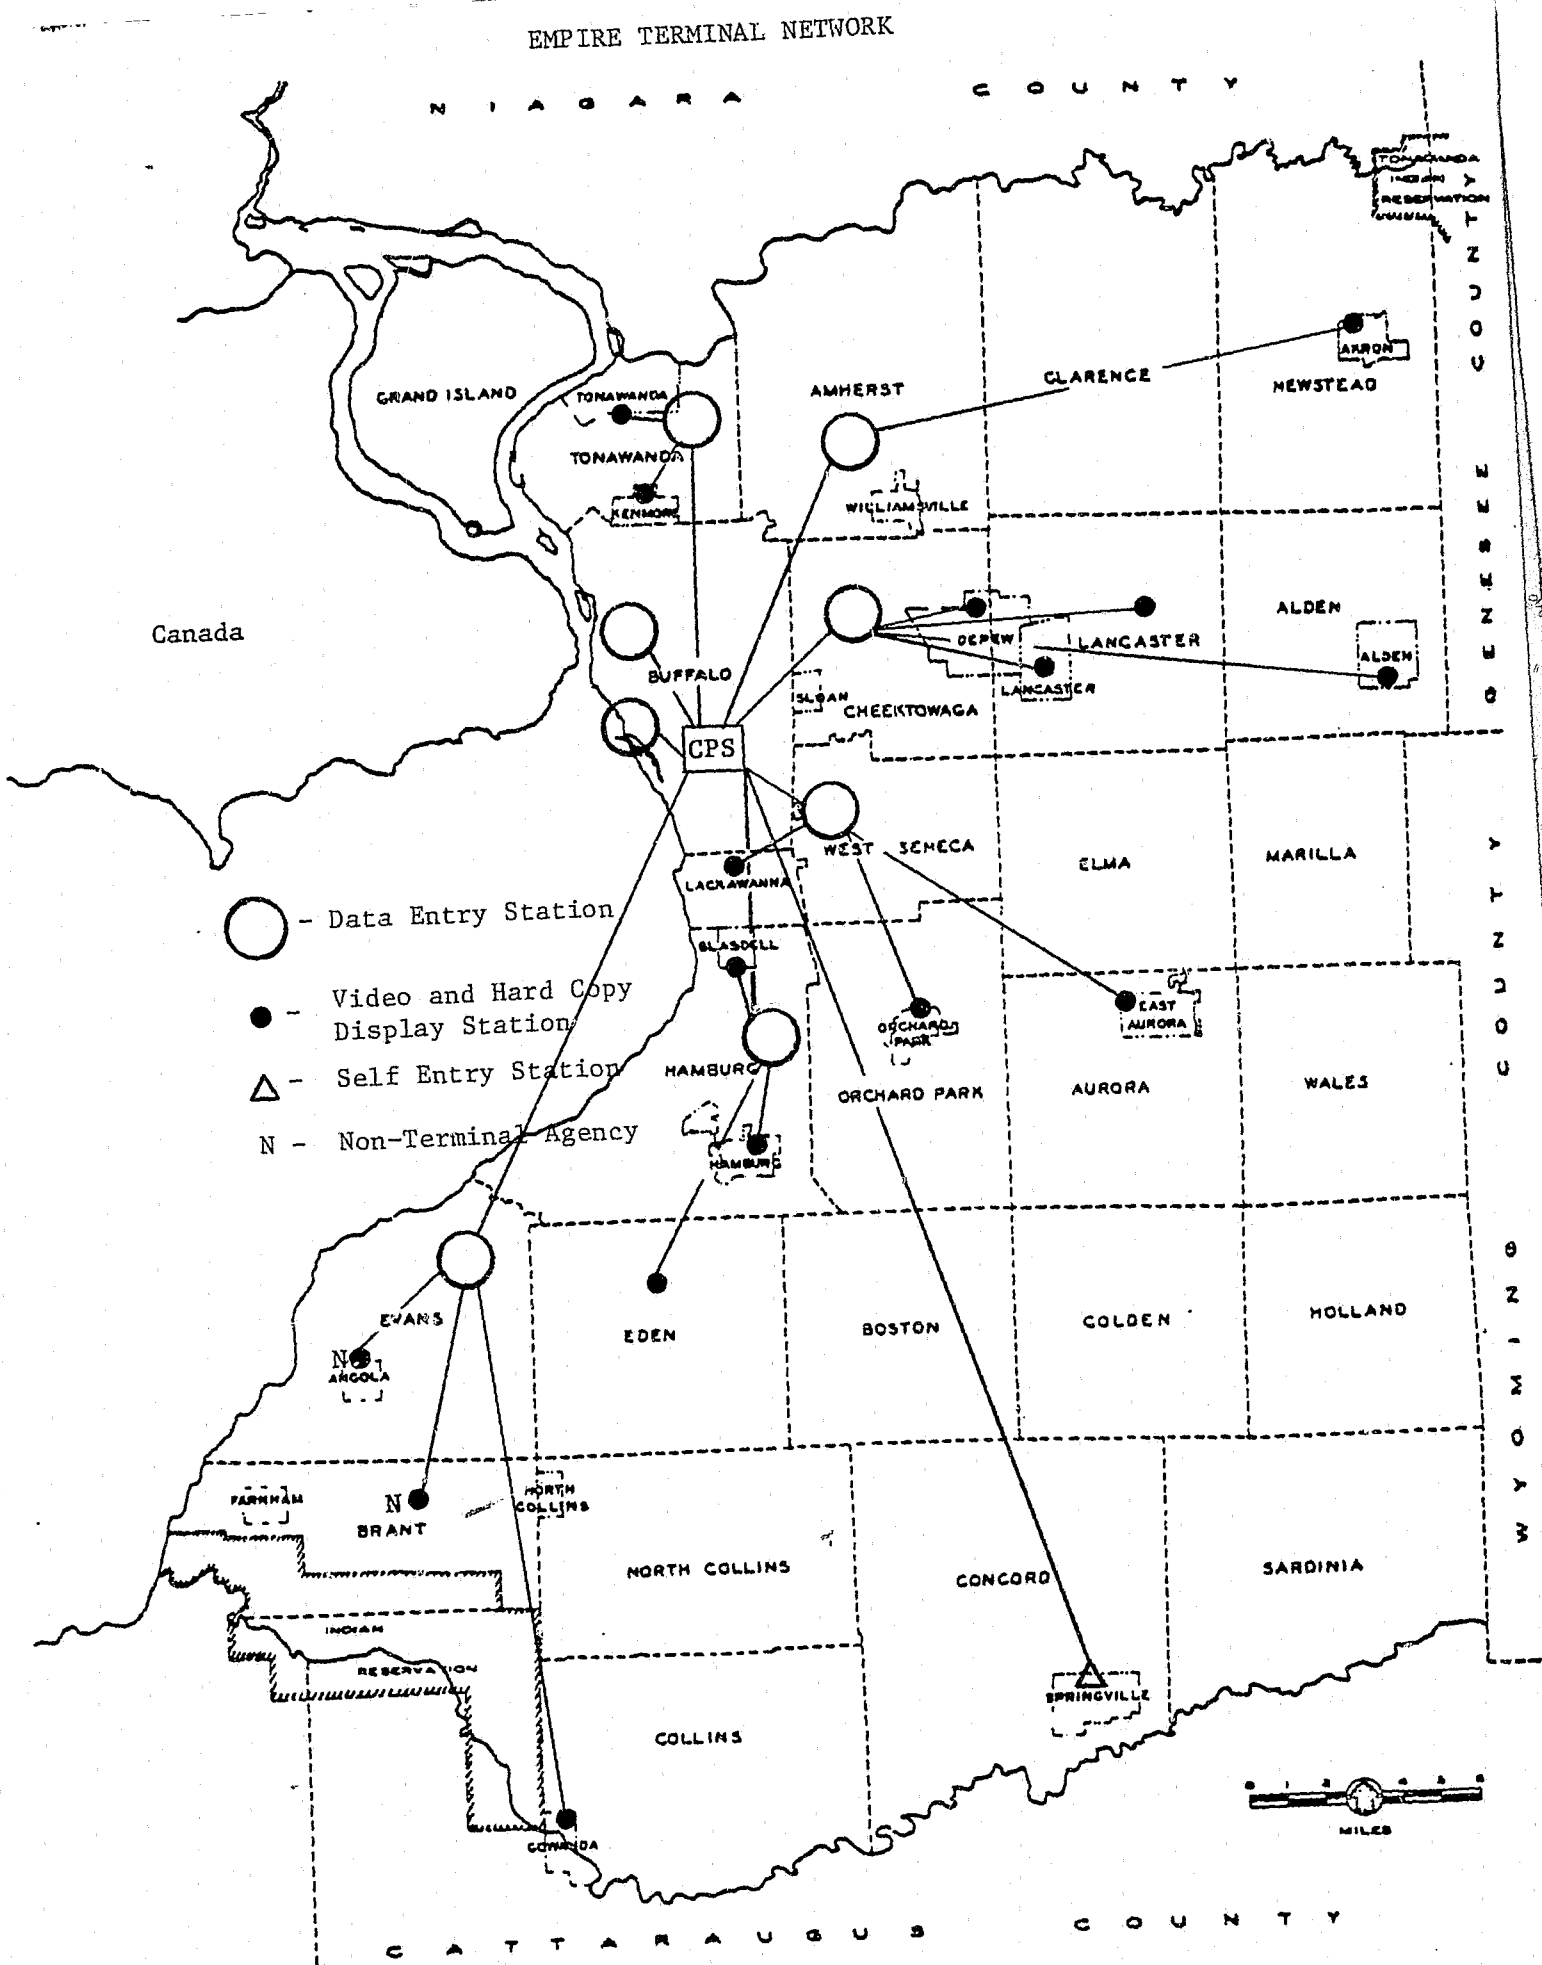 EMPIRE TERMINAL NETWORK
NIAGARA COUNTY
TONAWANDA
INDIAN
RESERVATION
GENESEE COUNTY
AKRON
GRAND ISLAND
TONAWANDA
AMHERST
CLARENCE
NEWSTEAD
TONAWANDA
KENMORE
WILLIAMSVILLE
Canada
ALDEN
DEPEW
LANCASTER
ALDEN
BUFFALO
SLOAN
LANCASTER
CHEEKTOWAGA
CPS
WEST SENECA
ELMA
MARILLA
LACKAWANNA
- Data Entry Station
BLASDELL
- Video and Hard Copy
Display Station
EAST
AURORA
ORCHARD
PARK
- Self Entry Station
HAMBURG
ORCHARD PARK
AURORA
WALES
N - Non-Terminal Agency
HAMBURG
WYOMING COUNTY
EVANS
EDEN
BOSTON
COLDEN
HOLLAND
N
ANGOLA
FARNHAM
N
BRANT
NORTH
COLLINS
NORTH COLLINS
CONCORD
SARDINIA
INDIAN
RESERVATION
SPRINGVILLE
COLLINS
GOWANDA
MILES
CATTARAUGUS COUNTY